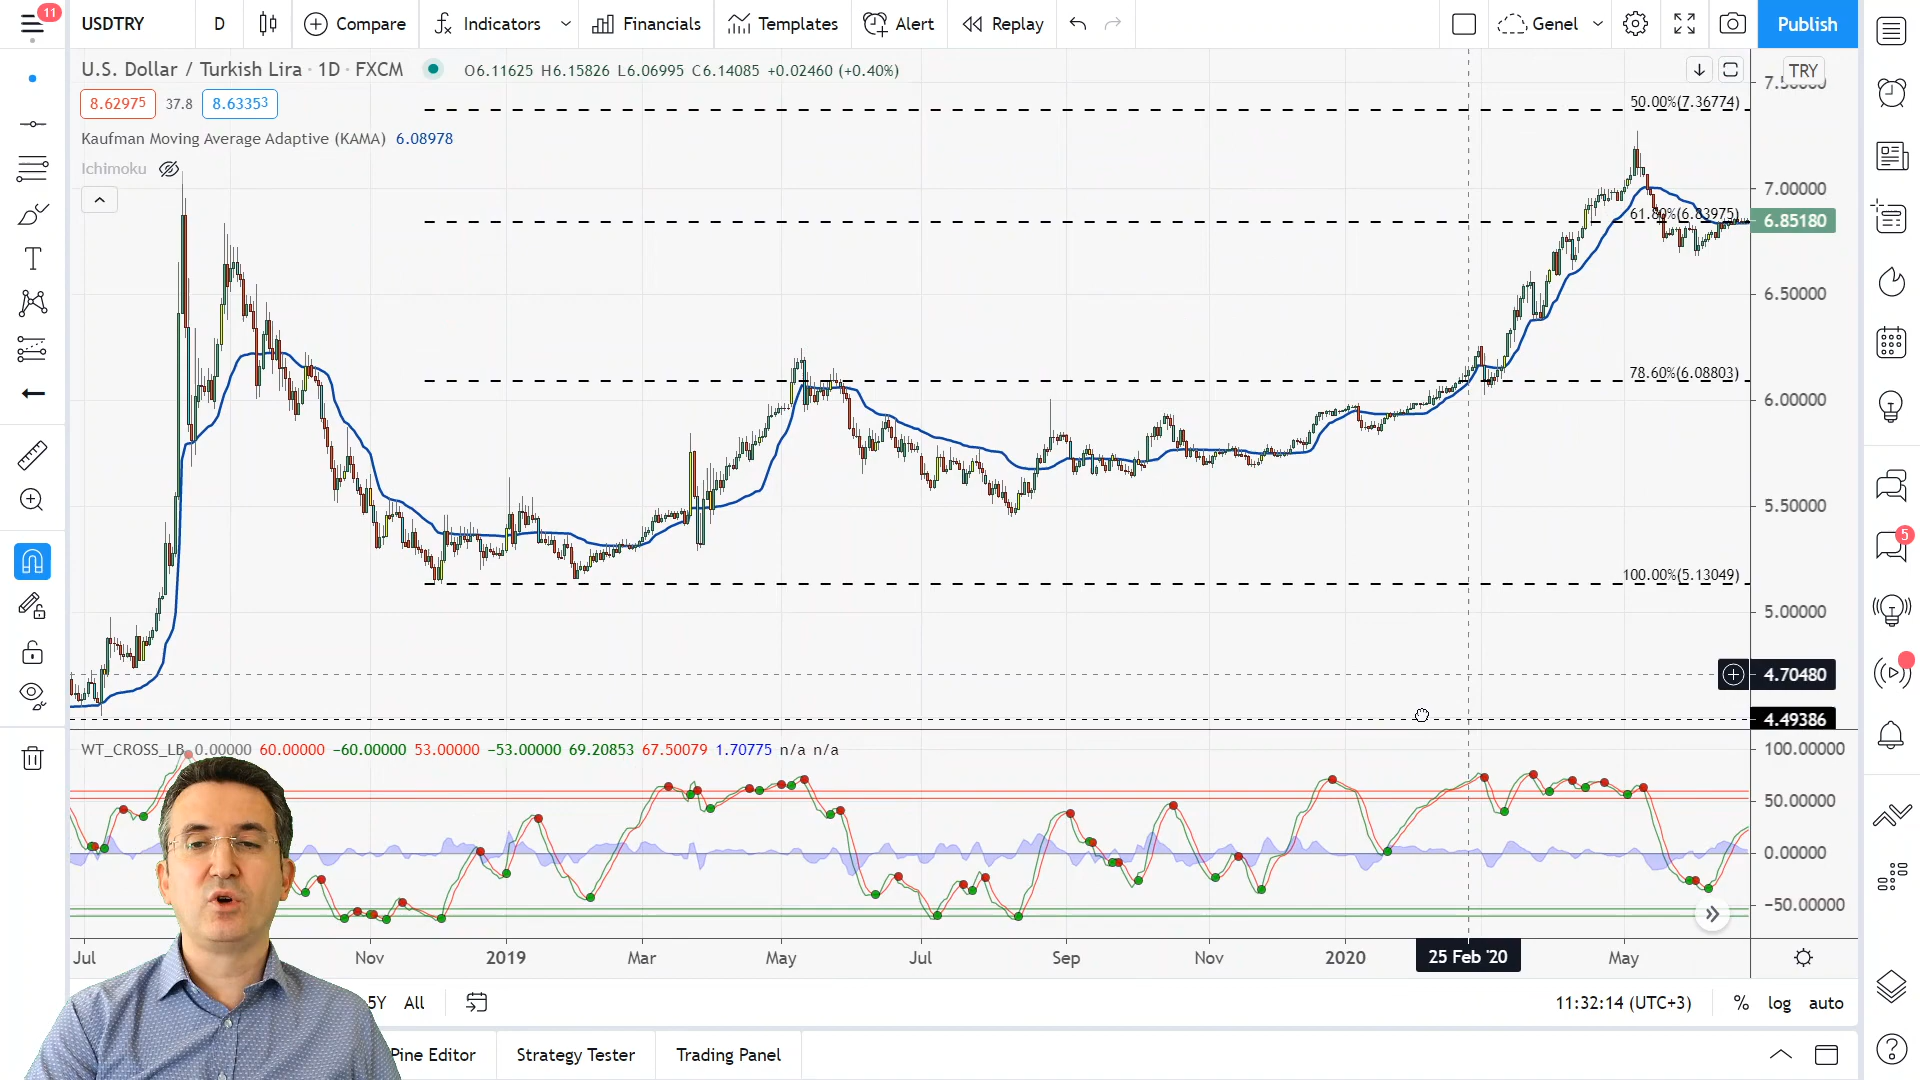 11 USDTRY D Compare Indicators Financials Templates Alert Replay Genel Publish
U.S. Dollar / Turkish Lira · 1D · FXCM O6.11625 H6.15826 L6.06995 C6.14085 +0.02460 (+0.40%) TRY
8.62975 37.8 8.63353
50.00%(7.36774)
Kaufman Moving Average Adaptive (KAMA) 6.08978
Ichimoku
7.00000
61.80%(6.83975) 6.85180
6.50000
78.60%(6.08803)
6.00000
5.50000
5
100.00%(5.13049)
5.00000
4.70480
4.49386
WT_CROSS_LB 0.00000 60.00000 −60.00000 53.00000 −53.00000 69.20853 67.50079 1.70775 n/a n/a 100.00000
50.00000
0.00000
−50.00000
Jul Nov 2019 Mar May Jul Sep Nov 2020 25 Feb '20 May
5Y All 11:32:14 (UTC+3) % log auto
Pine Editor Strategy Tester Trading Panel